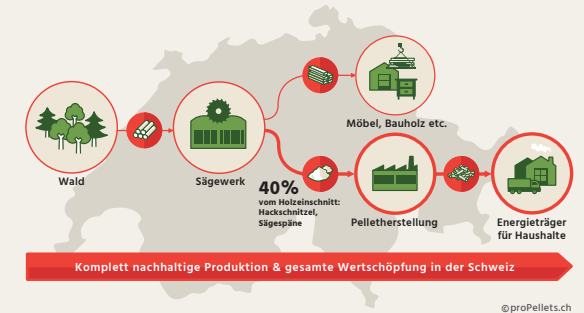 Möbel, Bauholz etc.
Wald
Sägewerk
40%
vom Holzeinschnitt:
Hackschnitzel,
Sägespäne
Pelletherstellung
Energieträger
für Haushalte
Komplett nachhaltige Produktion & gesamte Wertschöpfung in der Schweiz
©proPellets.ch